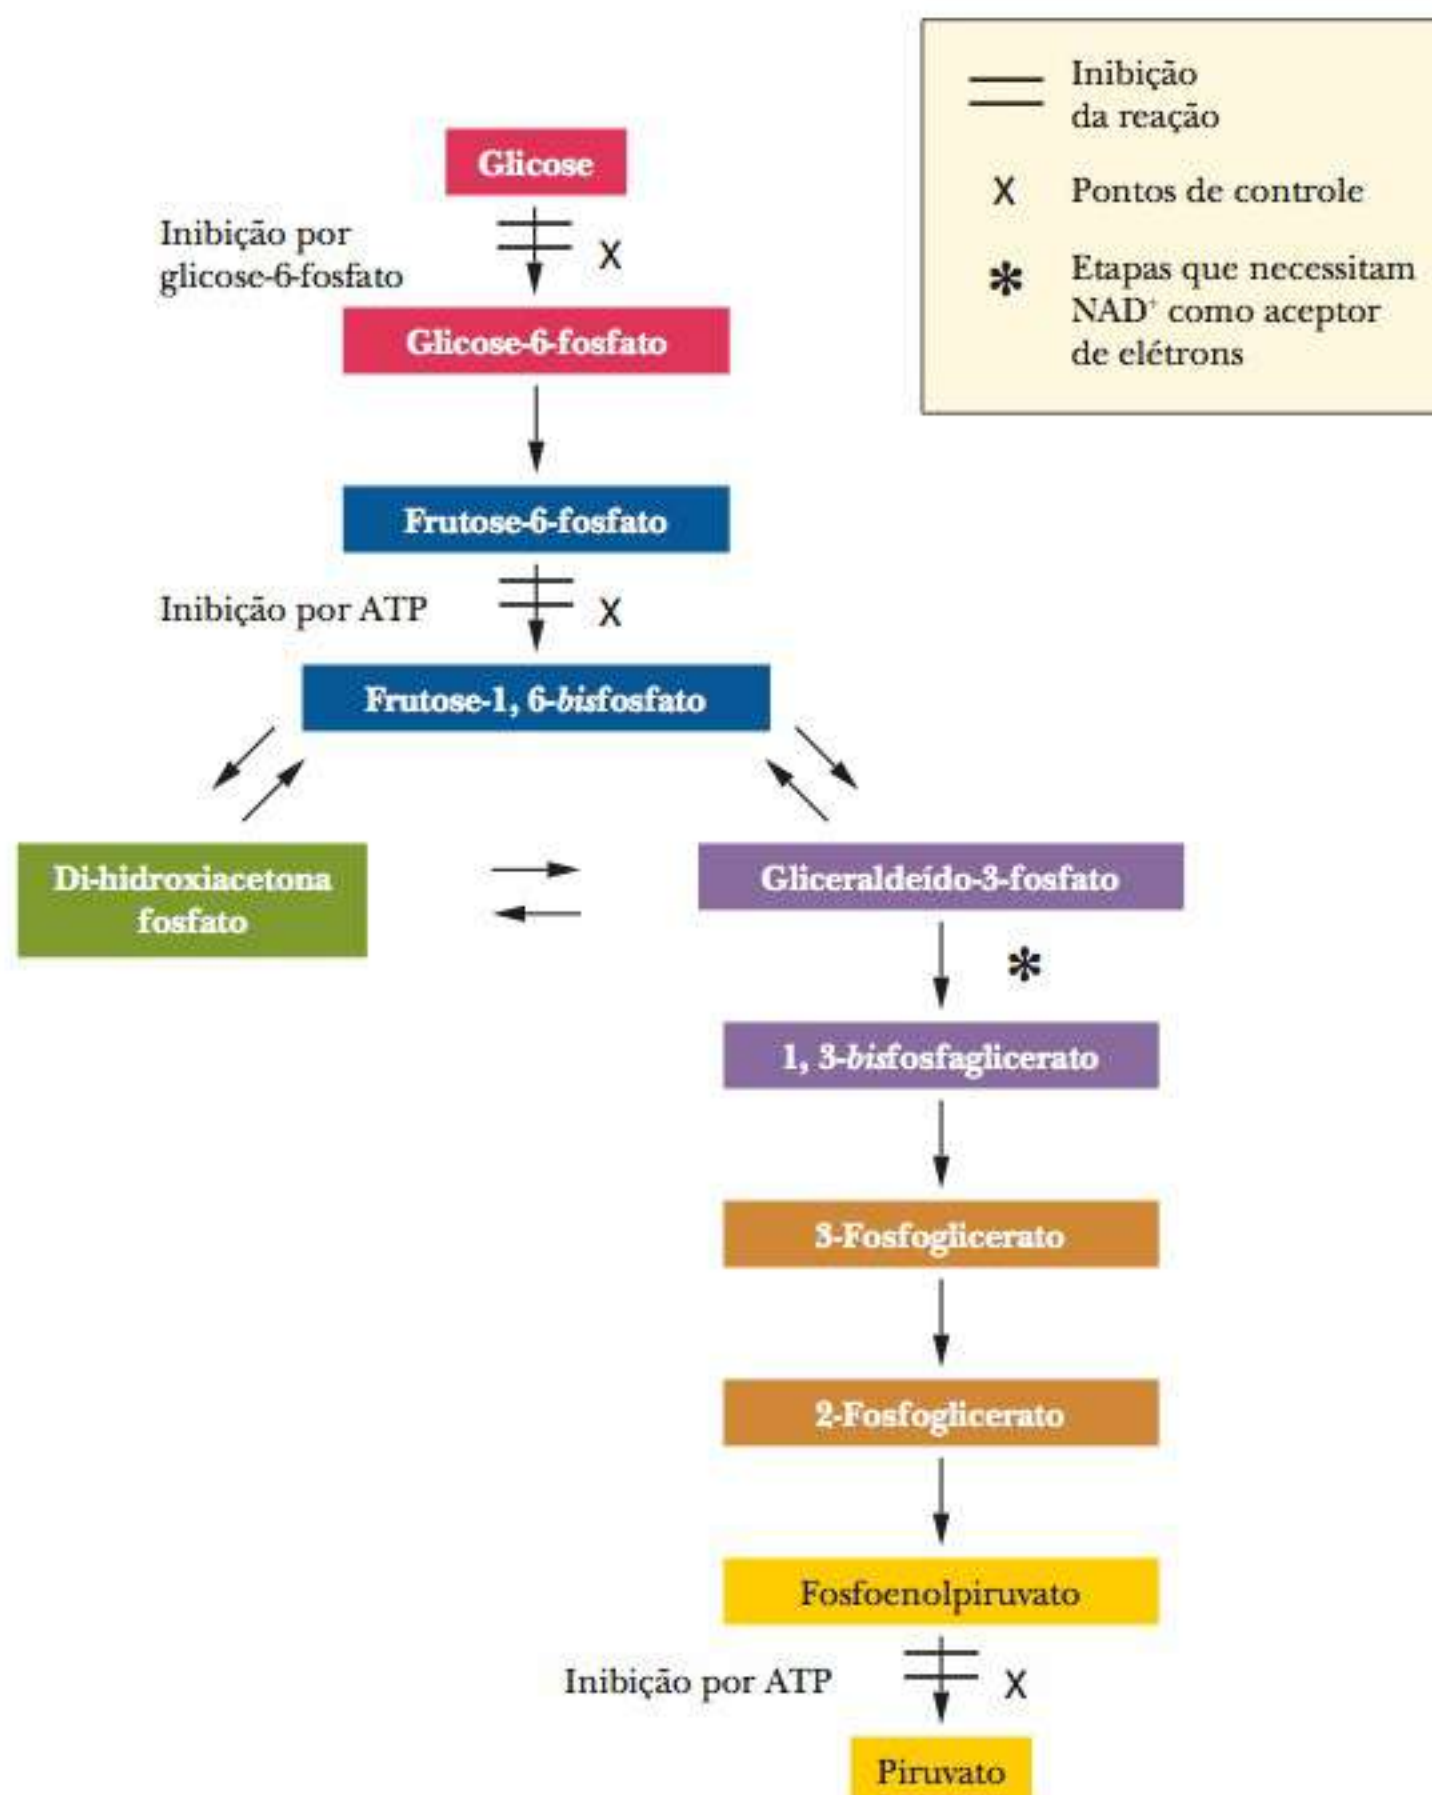 Inibição
da reação
X Pontos de controle
* Etapas que necessitam
NAD⁺ como aceptor
de elétrons
Glicose
Inibição por
glicose-6-fosfato
X
Glicose-6-fosfato
Frutose-6-fosfato
Inibição por ATP
X
Frutose-1, 6-bisfosfato
Di-hidroxiacetona
fosfato
Gliceraldeído-3-fosfato
*
1, 3-bisfosfaglicerato
3-Fosfoglicerato
2-Fosfoglicerato
Fosfoenolpiruvato
Inibição por ATP
X
Piruvato